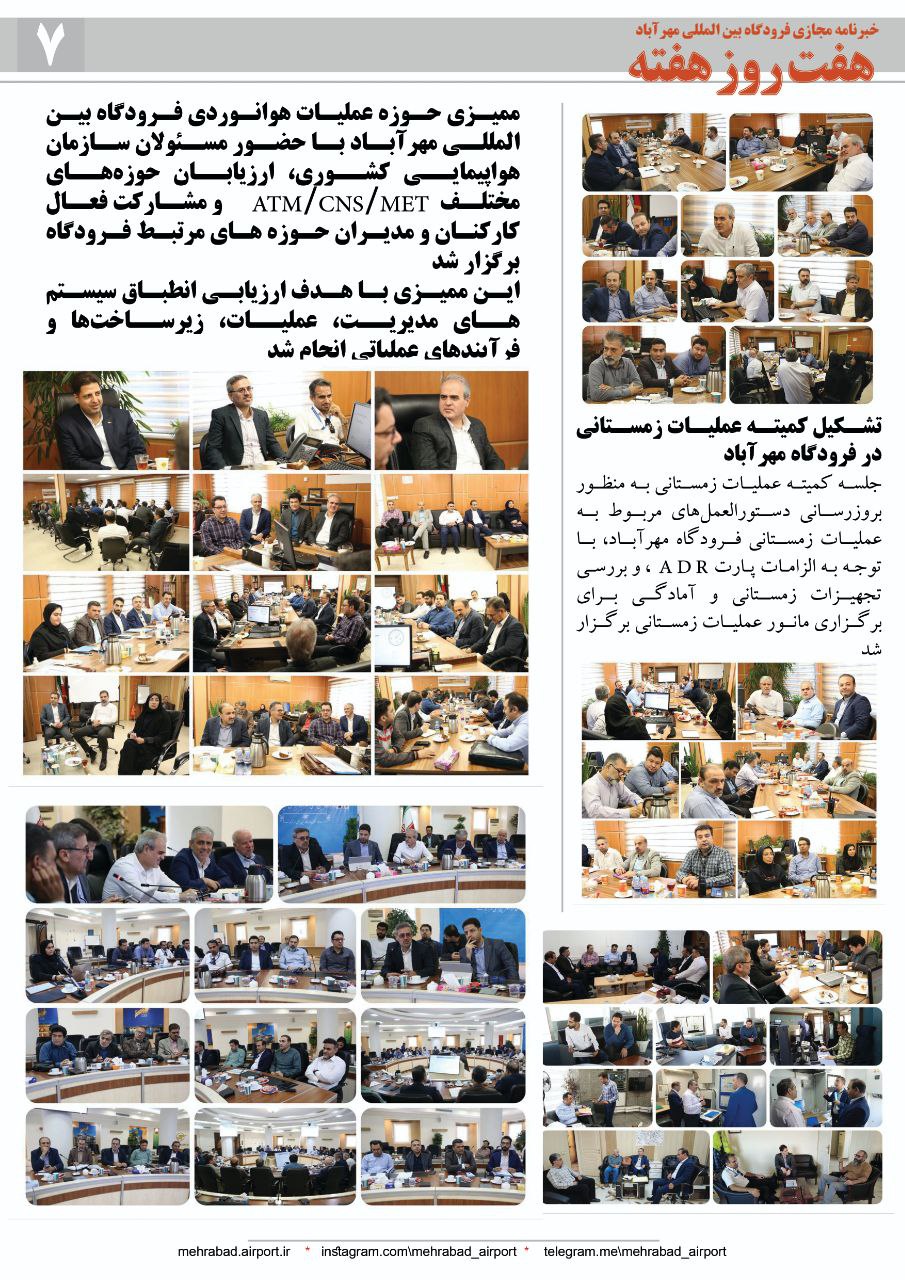 خبرنامه مجازی فرودگاه بین المللی مهرآباد
هفت روز هفته
۷
ممیزی حوزه عملیات هوانوردی فرودگاه بین
المللی مهرآباد با حضور مسئولان سازمان
هواپیمایی کشوری، ارزیابان حوزه‌های
مختلف ATM/CNS/MET و مشارکت فعال
کارکنان و مدیران حوزه های مرتبط فرودگاه
برگزار شد
این ممیزی با هدف ارزیابی انطباق سیستم
های مدیریت، عملیات، زیرساخت‌ها و
فرآیندهای عملیاتی انجام شد
تشکیل کمیته عملیات زمستانی
در فرودگاه مهرآباد
جلسه کمیته عملیات زمستانی به منظور
بروزرسانی دستورالعمل‌های مربوط به
عملیات زمستانی فرودگاه مهرآباد، با
توجه به الزامات پارت ADR ، و بررسی
تجهیزات زمستانی و آمادگی برای
برگزاری مانور عملیات زمستانی برگزار
شد
mehrabad.airport.ir * instagram.com\mehrabad_airport * telegram.me\mehrabad_airport